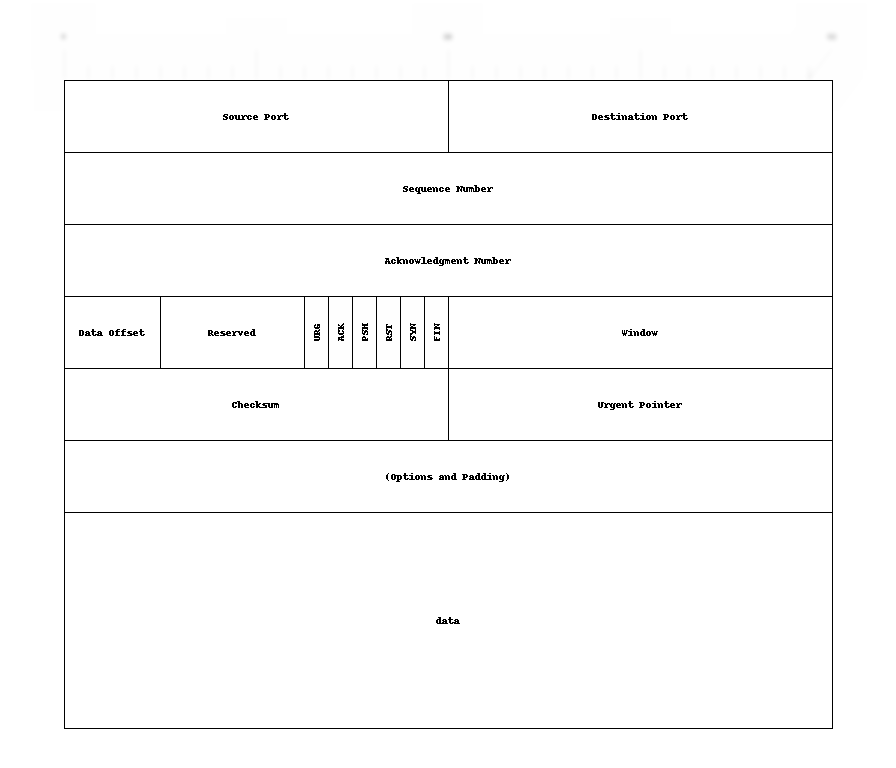 Source Port
Destination Port
Sequence Number
Acknowledgment Number
Data Offset
Reserved
URG
ACK
PSH
RST
SYN
FIN
Window
Checksum
Urgent Pointer
(Options and Padding)
data